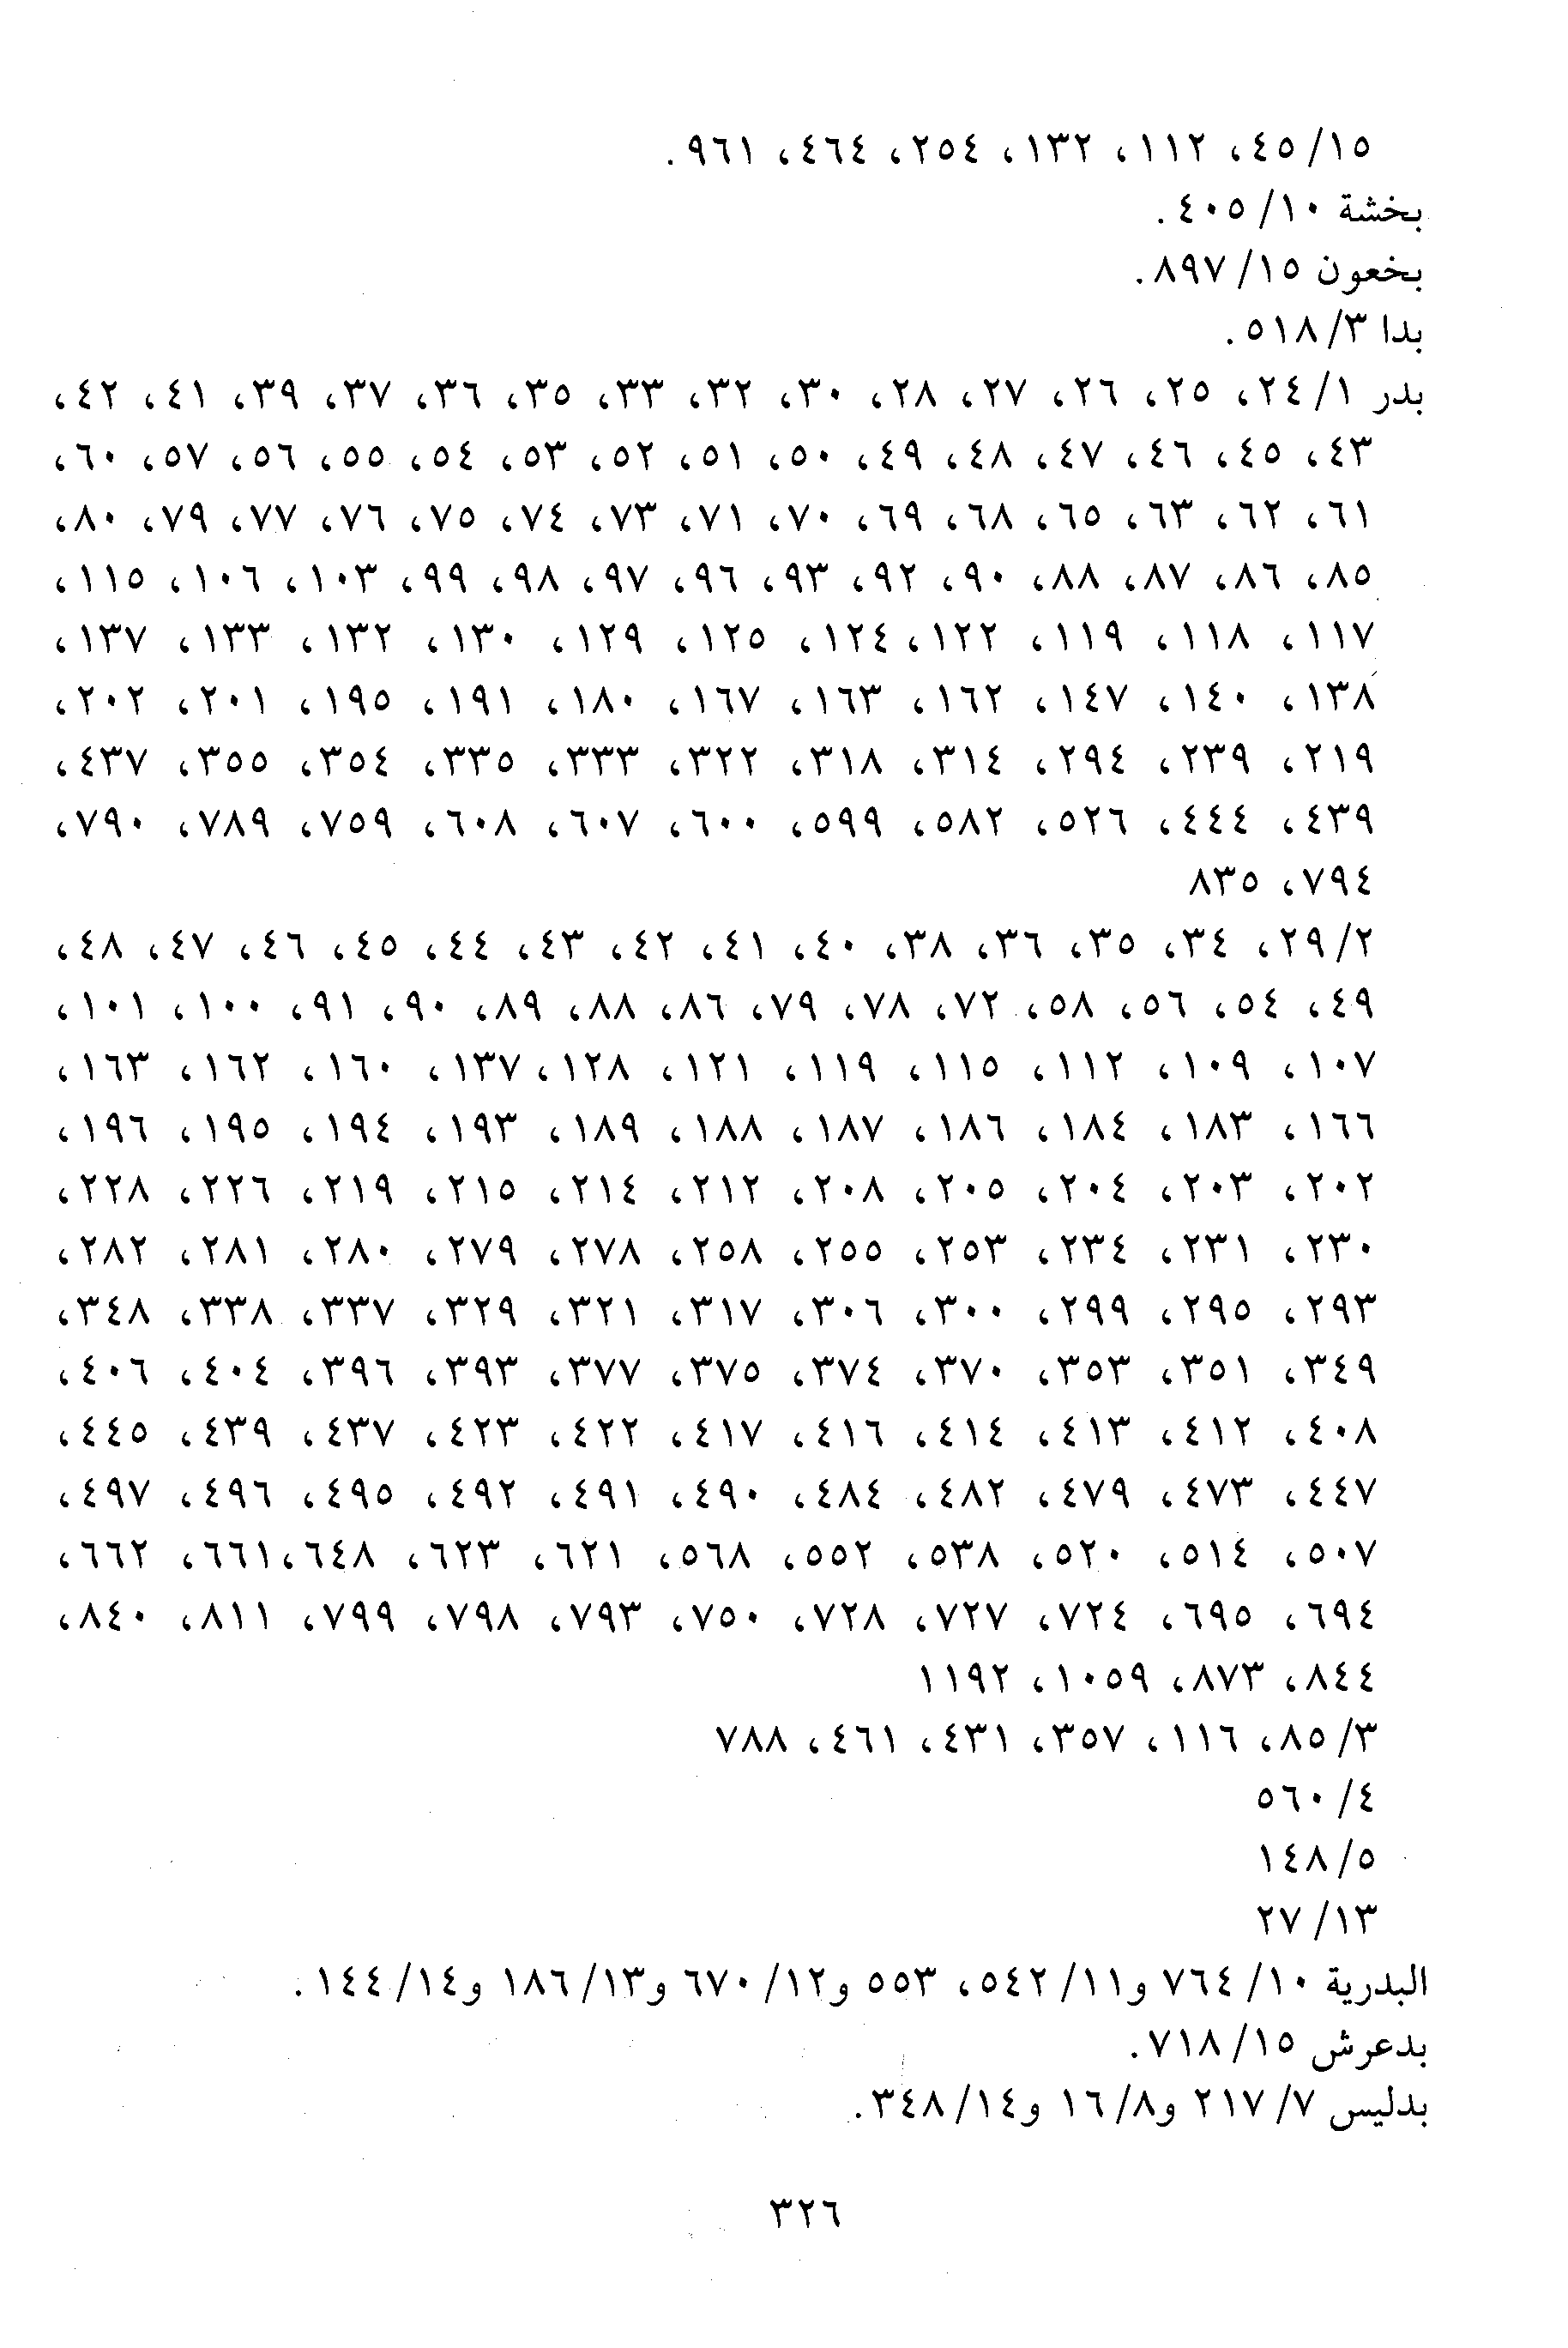 ١٥/ ٤٥، ١١٢، ١٣٢، ٢٥٤، ٤٦٤، ٩٦١.
بخشة ١٠/ ٤٠٥.
بخعون ١٥/ ٨٩٧.
بدا ٣/ ٥١٨.
بدر ١/ ٢٤، ٢٥، ٢٦، ٢٧، ٢٨، ٣٠، ٣٢، ٣٣، ٣٥، ٣٦، ٣٧، ٣٩، ٤١، ٤٢،
٤٣، ٤٥، ٤٦، ٤٧، ٤٨، ٤٩، ٥٠، ٥١، ٥٢، ٥٣، ٥٤، ٥٥، ٥٦، ٥٧، ٦٠،
٦١، ٦٢، ٦٣، ٦٥، ٦٨، ٦٩، ٧٠، ٧١، ٧٣، ٧٤، ٧٥، ٧٦، ٧٧، ٧٩، ٨٠،
٨٥، ٨٦، ٨٧، ٨٨، ٩٠، ٩٢، ٩٣، ٩٦، ٩٧، ٩٨، ٩٩، ١٠٣، ١٠٦، ١١٥،
١١٧، ١١٨، ١١٩، ١٢٢، ١٢٤، ١٢٥، ١٢٩، ١٣٠، ١٣٢، ١٣٣، ١٣٧،
١٣٨، ١٤٠، ١٤٧، ١٦٢، ١٦٣، ١٦٧، ١٨٠، ١٩١، ١٩٥، ٢٠١، ٢٠٢،
٢١٩، ٢٣٩، ٢٩٤، ٣١٤، ٣١٨، ٣٢٢، ٣٣٣، ٣٣٥، ٣٥٤، ٣٥٥، ٤٣٧،
٤٣٩، ٤٤٤، ٥٢٦، ٥٨٢، ٥٩٩، ٦٠٠، ٦٠٧، ٦٠٨، ٧٥٩، ٧٨٩، ٧٩٠،
٧٩٤، ٨٣٥
٢/ ٢٩، ٣٤، ٣٥، ٣٦، ٣٨، ٤٠، ٤١، ٤٢، ٤٣، ٤٤، ٤٥، ٤٦، ٤٧، ٤٨،
٤٩، ٥٤، ٥٦، ٥٨، ٧٢، ٧٨، ٧٩، ٨٦، ٨٨، ٨٩، ٩٠، ٩١، ١٠٠، ١٠١،
١٠٧، ١٠٩، ١١٢، ١١٥، ١١٩، ١٢١، ١٢٨، ١٣٧، ١٦٠، ١٦٢، ١٦٣،
١٦٦، ١٨٣، ١٨٤، ١٨٦، ١٨٧، ١٨٨، ١٨٩، ١٩٣، ١٩٤، ١٩٥، ١٩٦،
٢٠٢، ٢٠٣، ٢٠٤، ٢٠٥، ٢٠٨، ٢١٢، ٢١٤، ٢١٥، ٢١٩، ٢٢٦، ٢٢٨،
٢٣٠، ٢٣١، ٢٣٤، ٢٥٣، ٢٥٥، ٢٥٨، ٢٧٨، ٢٧٩، ٢٨٠، ٢٨١، ٢٨٢،
٢٩٣، ٢٩٥، ٢٩٩، ٣٠٠، ٣٠٦، ٣١٧، ٣٢١، ٣٢٩، ٣٣٧، ٣٣٨، ٣٤٨،
٣٤٩، ٣٥١، ٣٥٣، ٣٧٠، ٣٧٤، ٣٧٥، ٣٧٧، ٣٩٣، ٣٩٦، ٤٠٤، ٤٠٦،
٤٠٨، ٤١٢، ٤١٣، ٤١٤، ٤١٦، ٤١٧، ٤٢٢، ٤٢٣، ٤٣٧، ٤٣٩، ٤٤٥،
٤٤٧، ٤٧٣، ٤٧٩، ٤٨٢، ٤٨٤، ٤٩٠، ٤٩١، ٤٩٢، ٤٩٥، ٤٩٦، ٤٩٧،
٥٠٧، ٥١٤، ٥٢٠، ٥٣٨، ٥٥٢، ٥٦٨، ٦٢١، ٦٢٣، ٦٤٨، ٦٦١، ٦٦٢،
٦٩٤، ٦٩٥، ٧٢٤، ٧٢٧، ٧٢٨، ٧٥٠، ٧٩٣، ٧٩٨، ٧٩٩، ٨١١، ٨٤٠،
٨٤٤، ٨٧٣، ١٠٥٩، ١١٩٢
٣/ ٨٥، ١١٦، ٣٥٧، ٤٣١، ٤٦١، ٧٨٨
٤/ ٥٦٠
٥/ ١٤٨
١٣/ ٢٧
البدرية ١٠/ ٧٦٤ و١١/ ٥٤٢، ٥٥٣ و١٢/ ٦٧٠ و١٣/ ١٨٦ و١٤/ ١٤٤.
بدعرش ١٥/ ٧١٨.
بدليس ٧/ ٢١٧ و٨/ ١٦ و١٤/ ٣٤٨.
٣٢٦